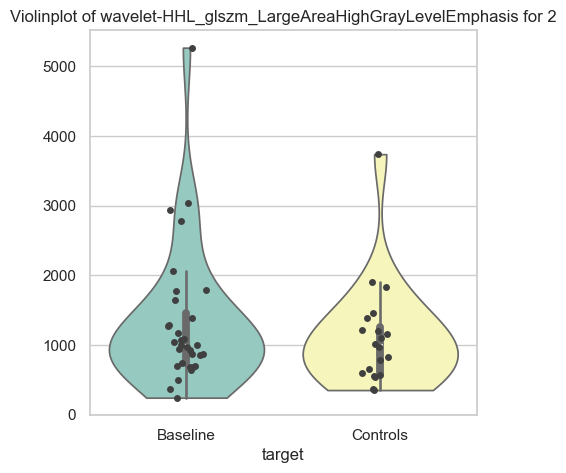 Violinplot of wavelet-HHL_glszm_LargeAreaHighGrayLevelEmphasis for 2
5000
4000
3000
2000
1000
0
Baseline
Controls
target